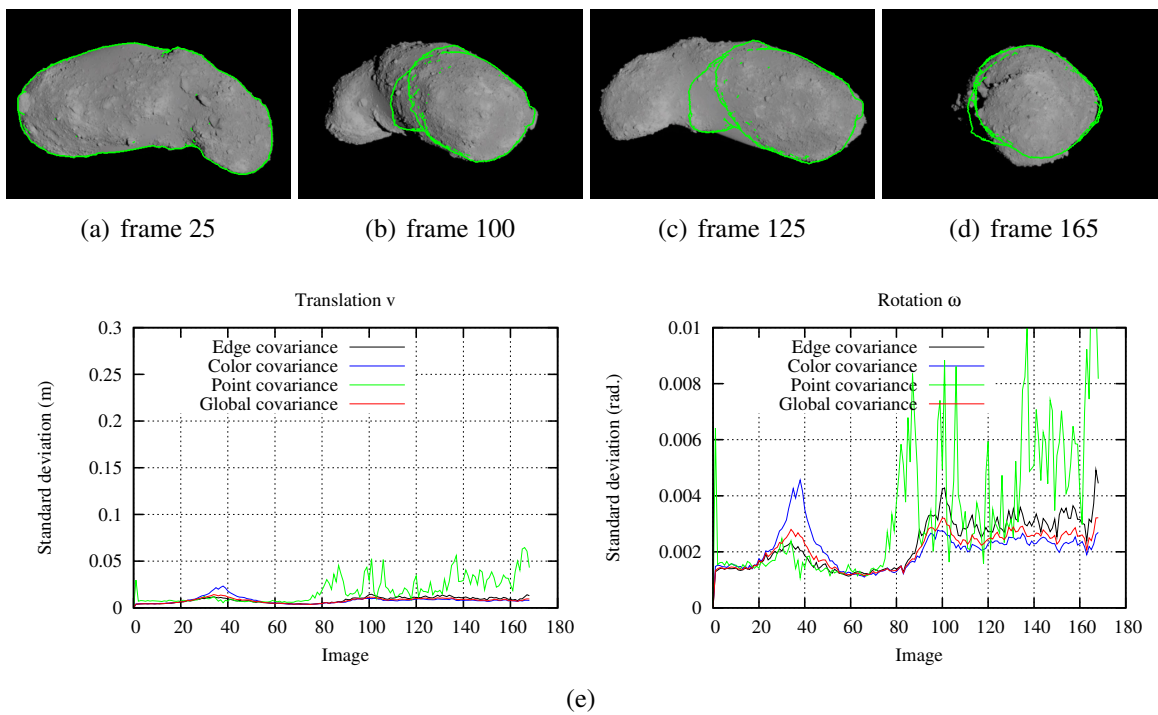 (a) frame 25
(b) frame 100
(c) frame 125
(d) frame 165
Translation v
0.3
0.25
0.2
0.15
0.1
0.05
0
Standard deviation (m)
Edge covariance
Color covariance
Point covariance
Global covariance
0 20 40 60 80 100 120 140 160 180
Image
Rotation ω
0.01
0.008
0.006
0.004
0.002
0
Standard deviation (rad.)
Edge covariance
Color covariance
Point covariance
Global covariance
0 20 40 60 80 100 120 140 160 180
Image
(e)